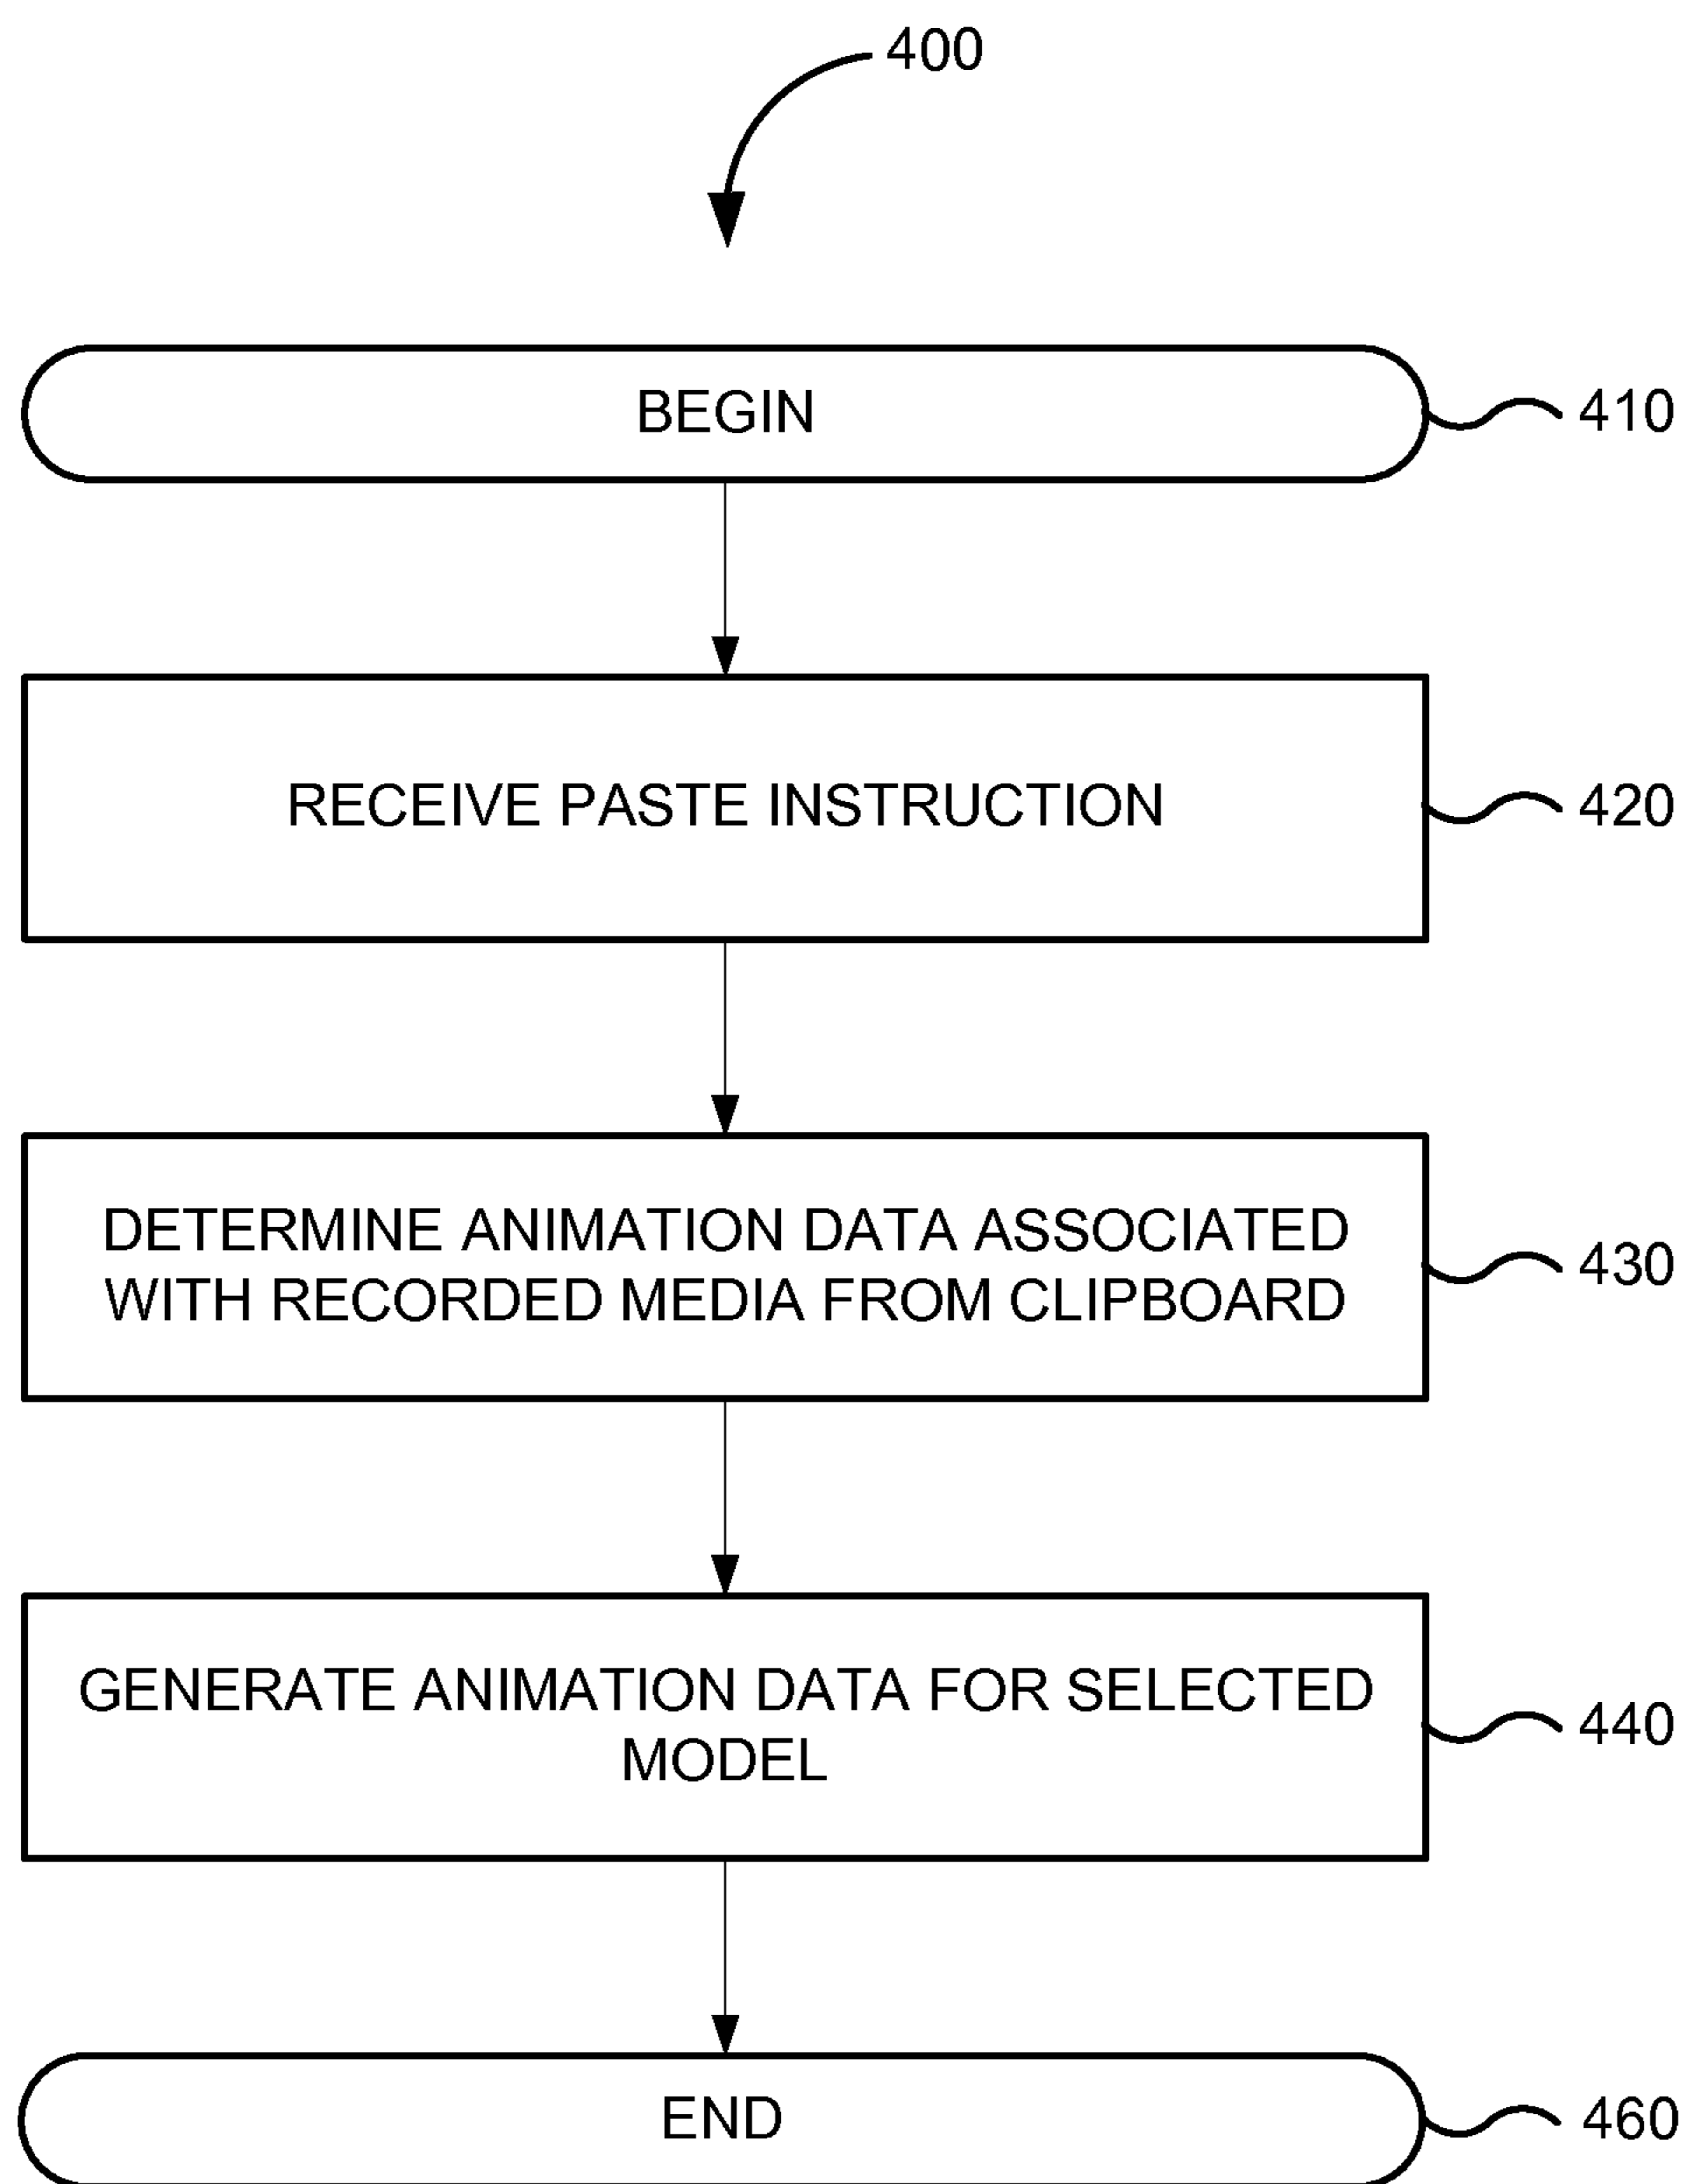 400
BEGIN
410
RECEIVE PASTE INSTRUCTION
420
DETERMINE ANIMATION DATA ASSOCIATED
WITH RECORDED MEDIA FROM CLIPBOARD
430
GENERATE ANIMATION DATA FOR SELECTED
MODEL
440
END
460